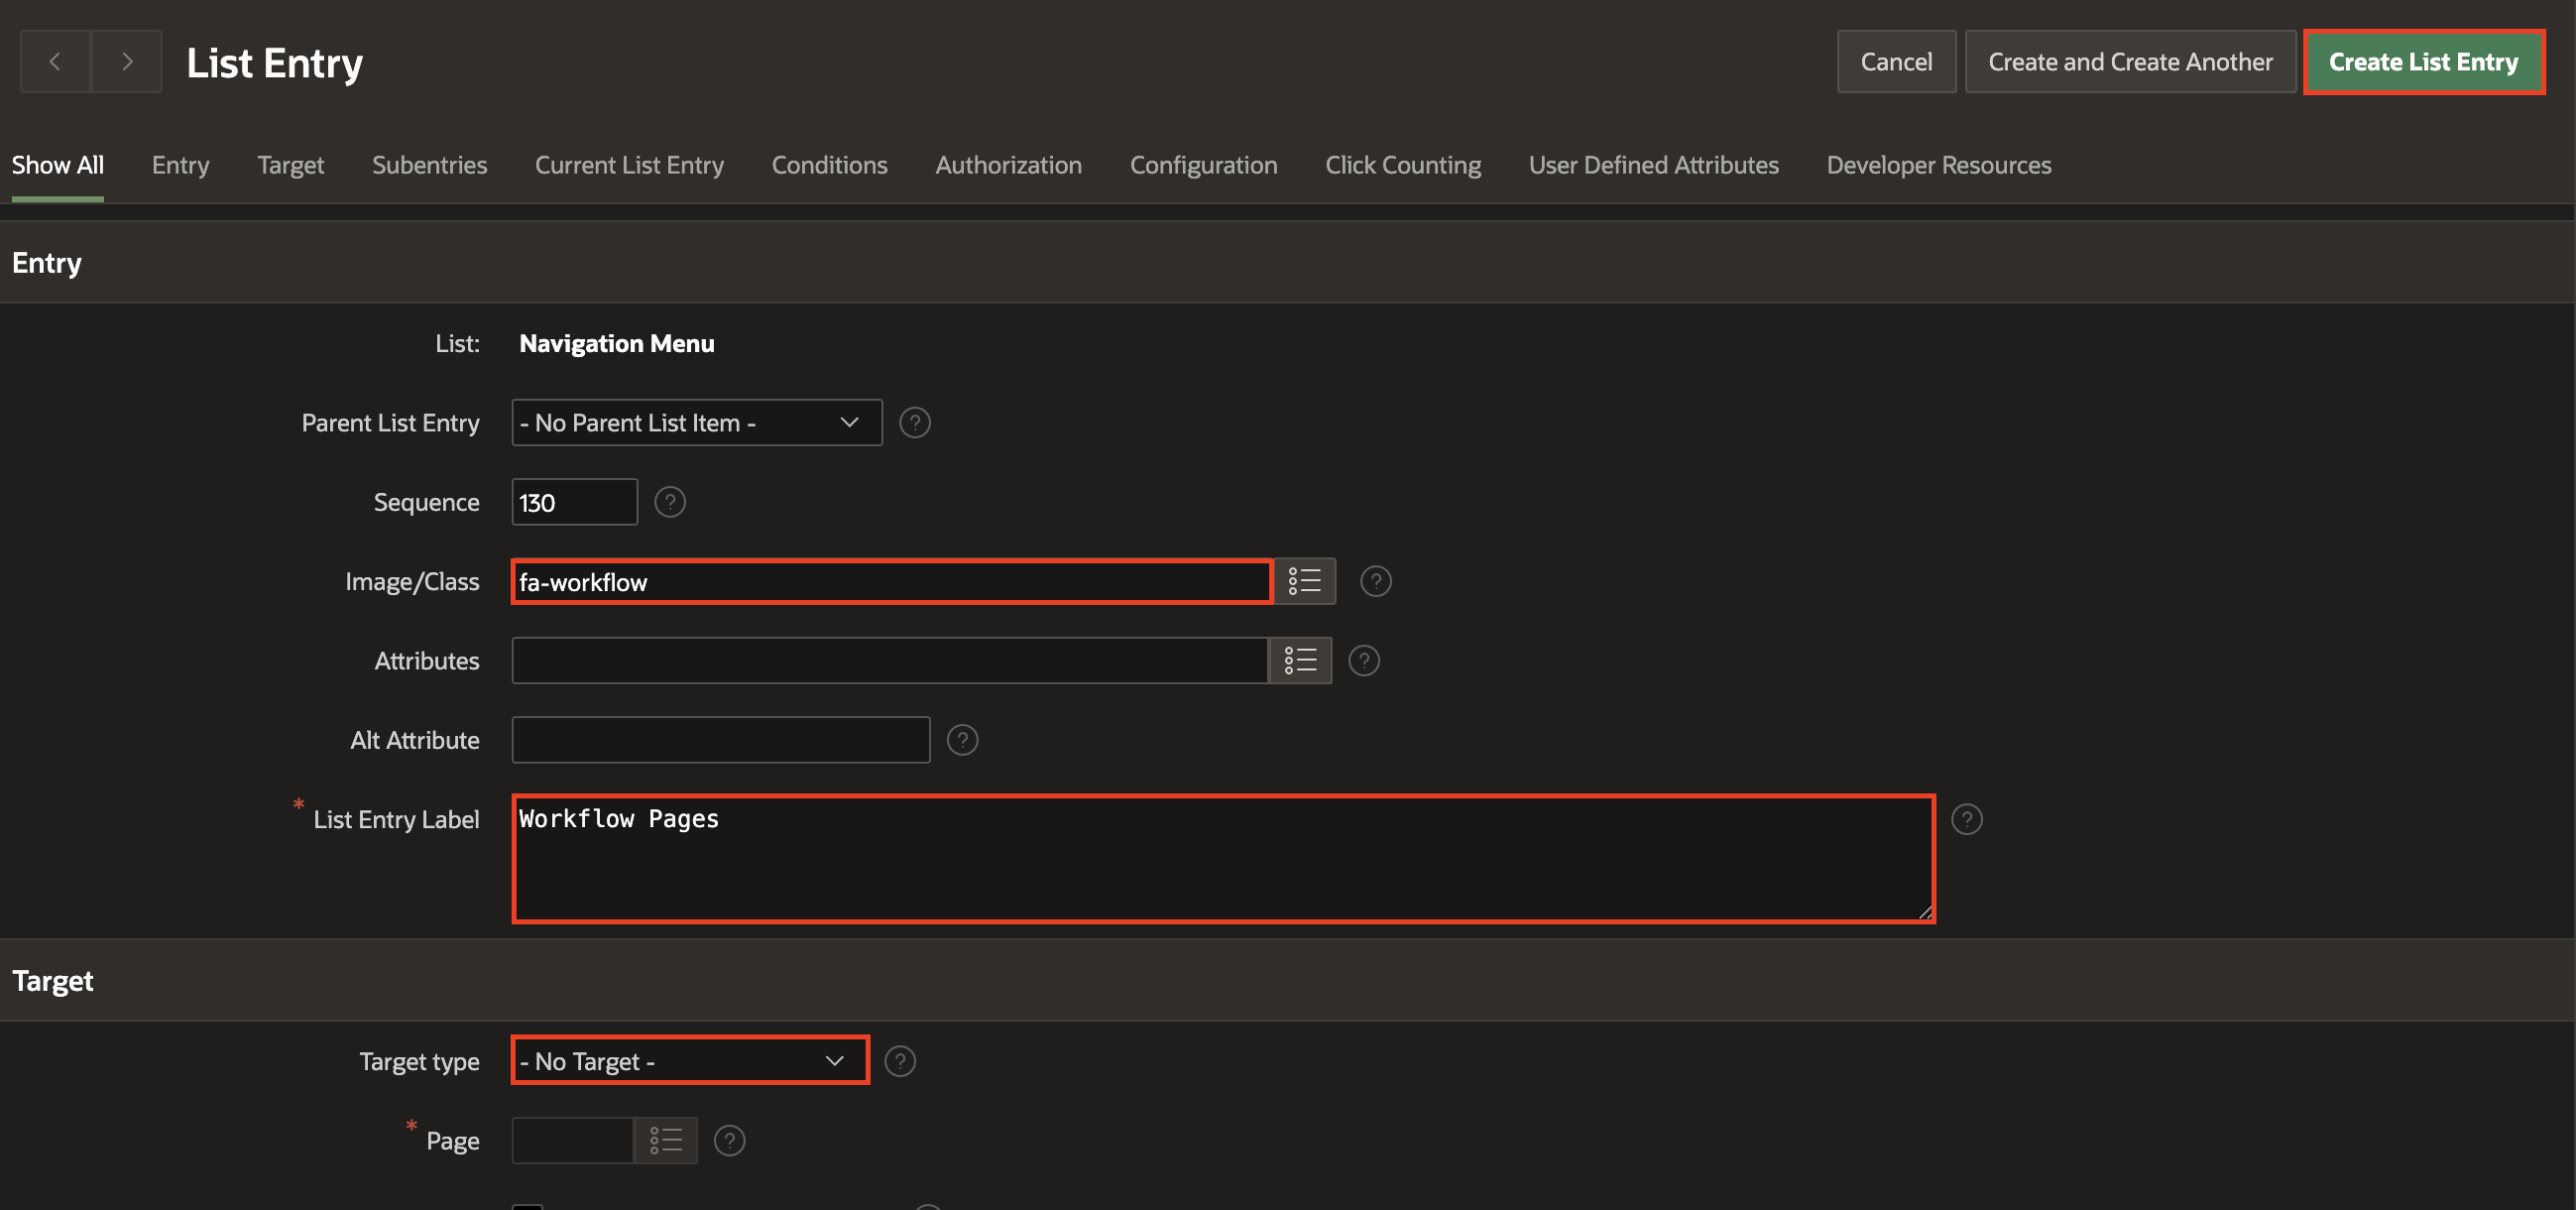 List Entry
Cancel
Create and Create Another
Create List Entry
Show All
Entry
Target
Subentries
Current List Entry
Conditions
Authorization
Configuration
Click Counting
User Defined Attributes
Developer Resources
Entry
List: Navigation Menu
Parent List Entry - No Parent List Item - ?
Sequence 130 ?
Image/Class fa-workflow ?
Attributes ?
Alt Attribute ?
* List Entry Label Workflow Pages ?
Target
Target type - No Target - ?
* Page ?